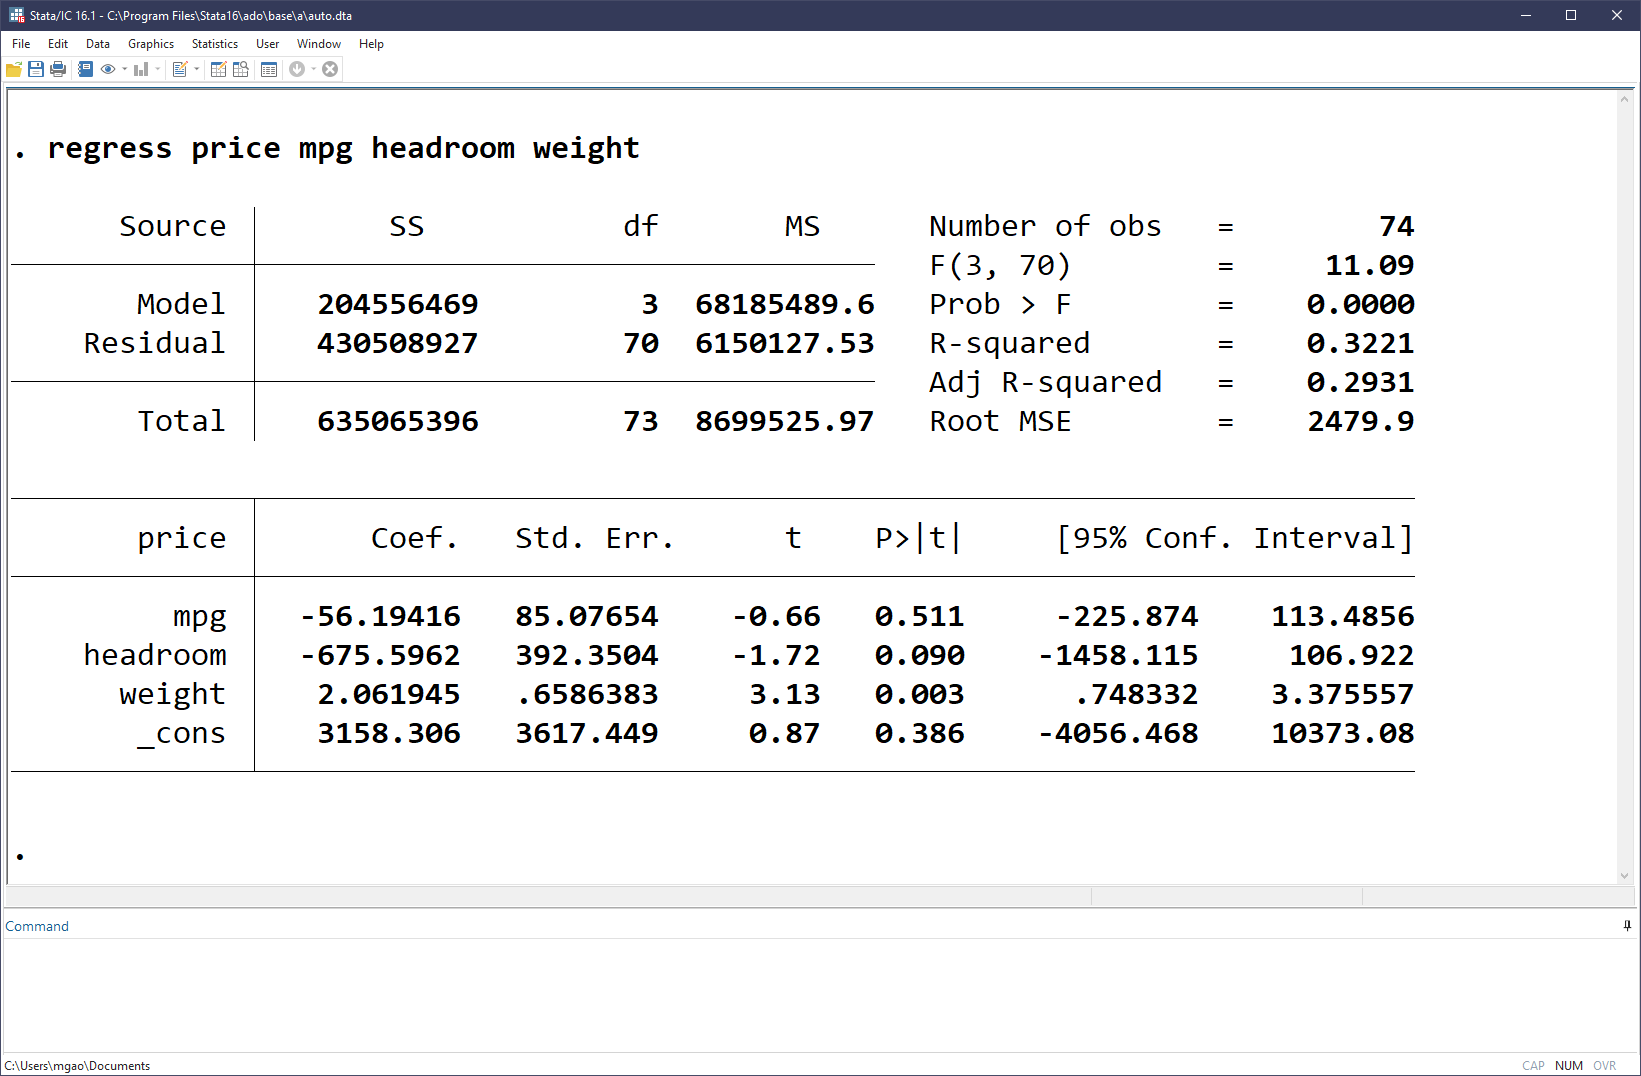 Stata/IC 16.1 - C:\Program Files\Stata16\ado\base\a\auto.dta
File Edit Data Graphics Statistics User Window Help
. regress price mpg headroom weight
Source SS df MS Number of obs = 74
F(3, 70) = 11.09
Model 204556469 3 68185489.6 Prob > F = 0.0000
Residual 430508927 70 6150127.53 R-squared = 0.3221
Adj R-squared = 0.2931
Total 635065396 73 8699525.97 Root MSE = 2479.9
price Coef. Std. Err. t P>|t| [95% Conf. Interval]
mpg -56.19416 85.07654 -0.66 0.511 -225.874 113.4856
headroom -675.5962 392.3504 -1.72 0.090 -1458.115 106.922
weight 2.061945 .6586383 3.13 0.003 .748332 3.375557
_cons 3158.306 3617.449 0.87 0.386 -4056.468 10373.08
.
Command
C:\Users\mgao\Documents CAP NUM OVR